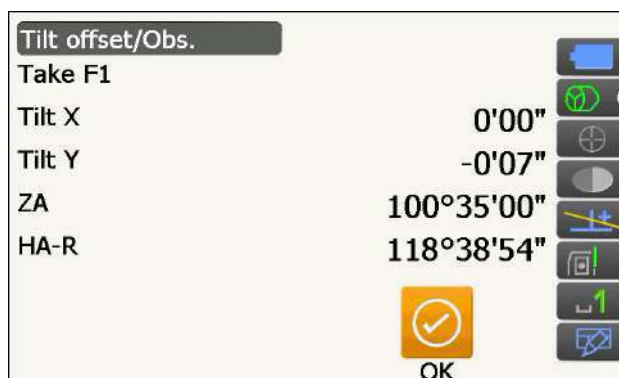 Tilt offset/Obs.
Take F1
Tilt X 0'00"
Tilt Y -0'07"
ZA 100°35'00"
HA-R 118°38'54"
1
OK